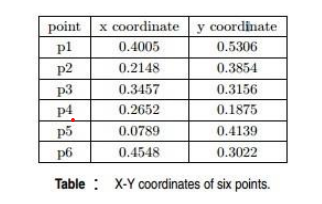 point x coordinate y coordinate
p1 0.4005 0.5306
p2 0.2148 0.3854
p3 0.3457 0.3156
p4 0.2652 0.1875
p5 0.0789 0.4139
p6 0.4548 0.3022
Table : X-Y coordinates of six points.